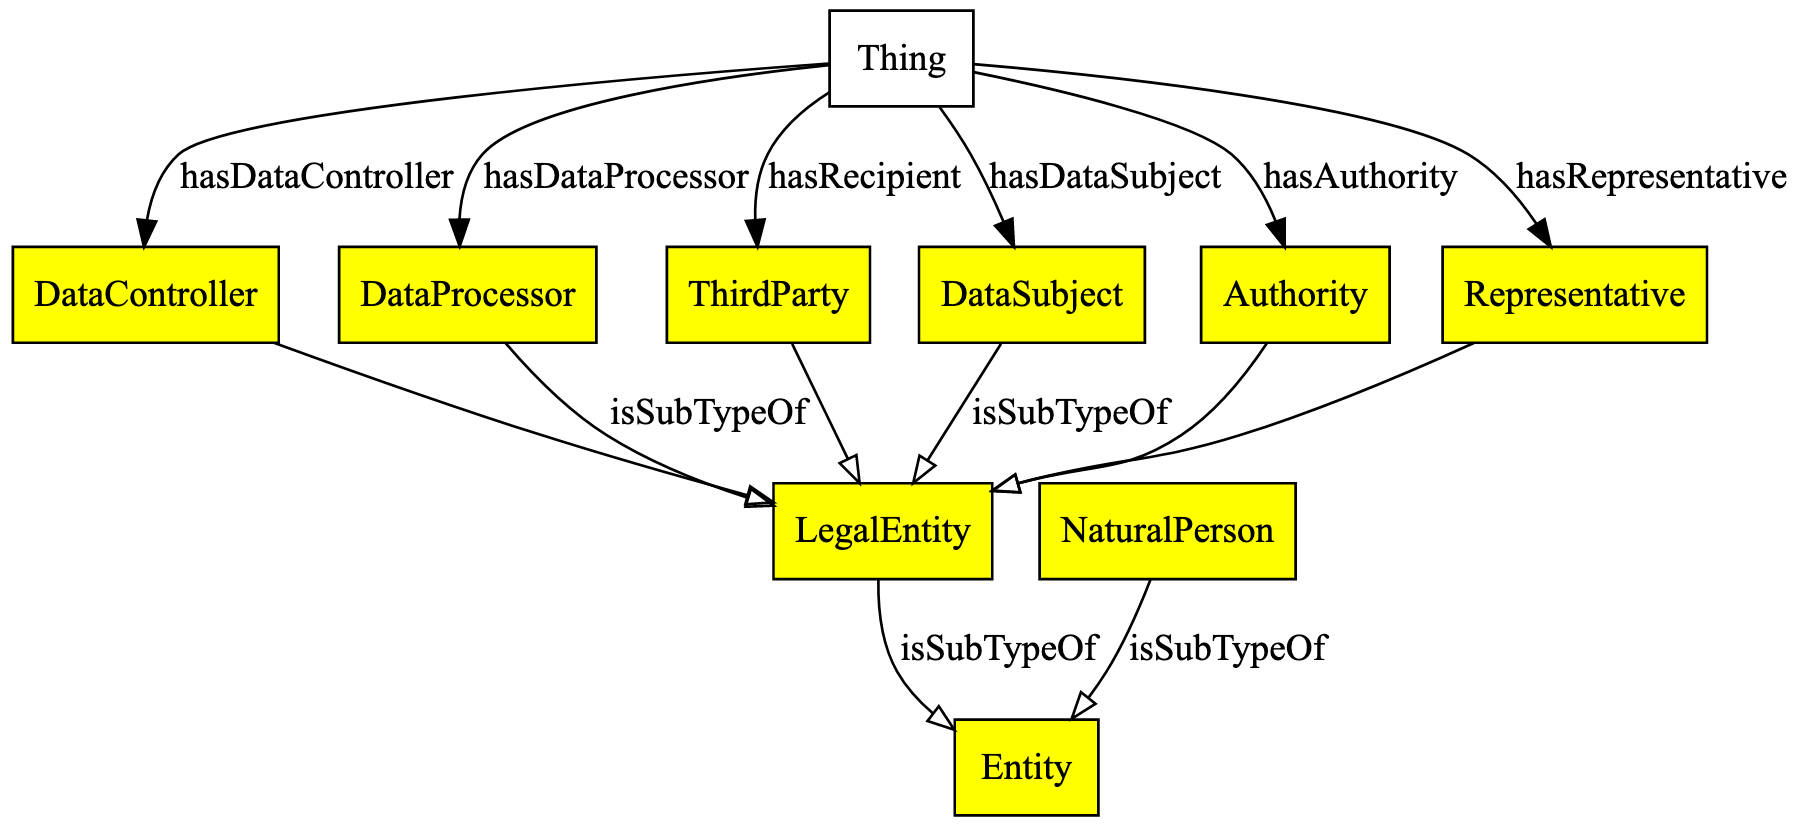 Thing
hasDataController
hasDataProcessor
hasRecipient
hasDataSubject
hasAuthority
hasRepresentative
DataController
DataProcessor
ThirdParty
DataSubject
Authority
Representative
isSubTypeOf
isSubTypeOf
LegalEntity
NaturalPerson
isSubTypeOf
isSubTypeOf
Entity